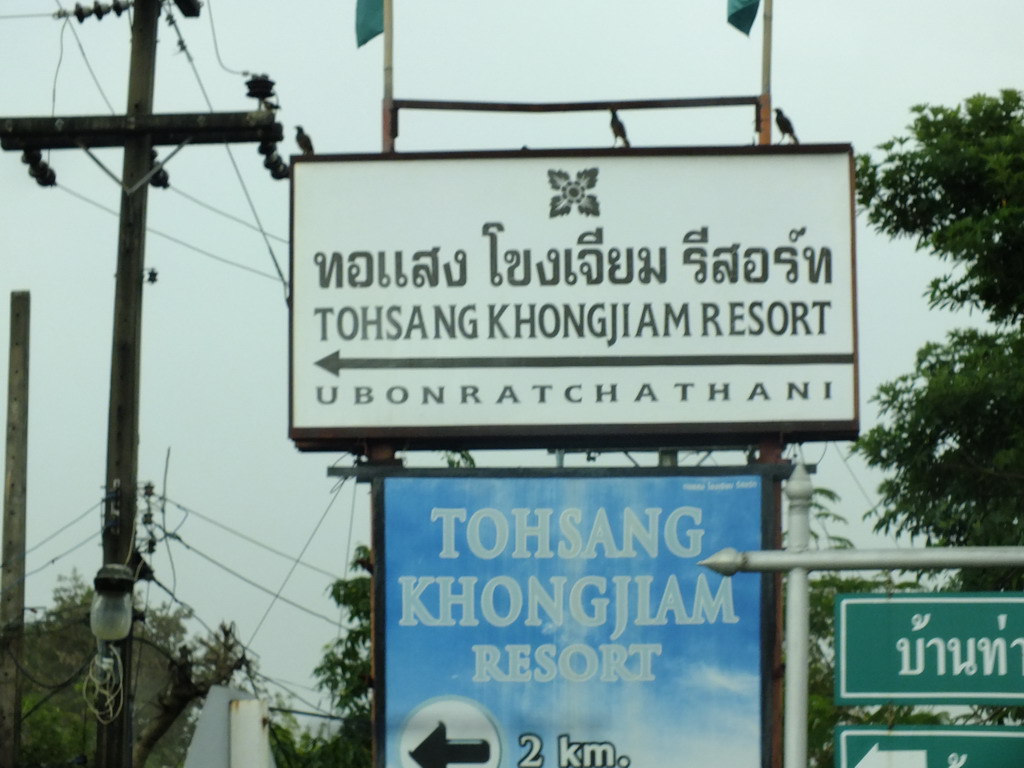 ทอแสง โขงเจียม รีสอร์ท
TOHSANG KHONGJIAM RESORT
UBONRATCHATHANI
TOHSANG
KHONGJIAM
RESORT
2 km.
บ้านท่า